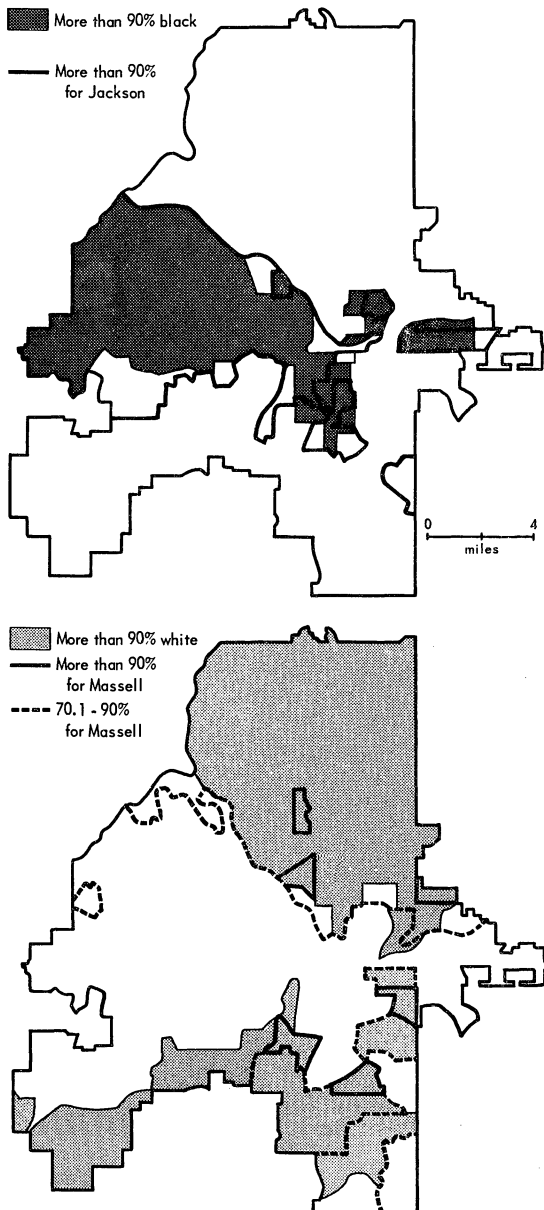 More than 90% black
More than 90%
for Jackson
0 4
miles
More than 90% white
More than 90%
for Massell
70.1 - 90%
for Massell